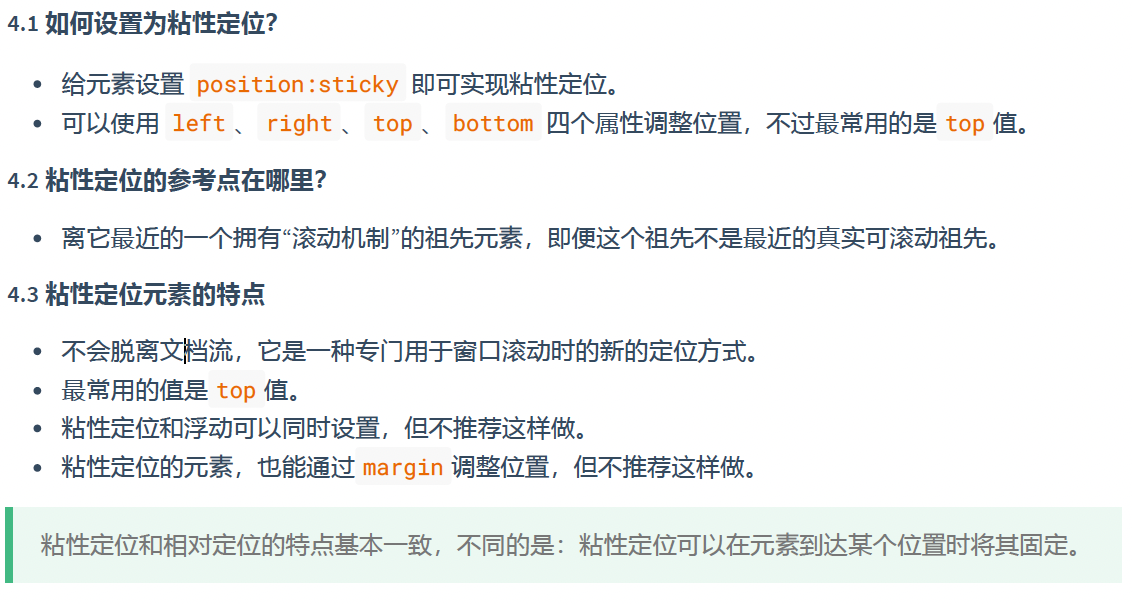 4.1 如何设置为粘性定位？
• 给元素设置 position:sticky 即可实现粘性定位。
• 可以使用 left 、 right 、 top 、 bottom 四个属性调整位置，不过最常用的是 top 值。
4.2 粘性定位的参考点在哪里？
• 离它最近的一个拥有“滚动机制”的祖先元素，即便这个祖先不是最近的真实可滚动祖先。
4.3 粘性定位元素的特点
• 不会脱离文档流，它是一种专门用于窗口滚动时的新的定位方式。
• 最常用的值是 top 值。
• 粘性定位和浮动可以同时设置，但不推荐这样做。
• 粘性定位的元素，也能通过 margin 调整位置，但不推荐这样做。
粘性定位和相对定位的特点基本一致，不同的是：粘性定位可以在元素到达某个位置时将其固定。